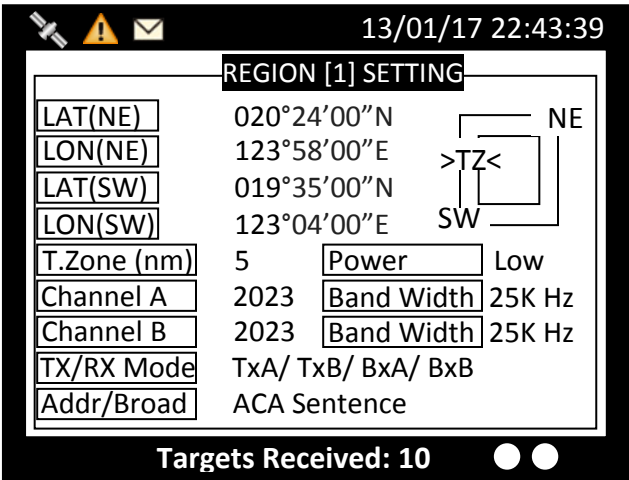 13/01/17 22:43:39
REGION [1] SETTING
LAT(NE) 020°24’00”N NE
LON(NE) 123°58’00”E >TZ<
LAT(SW) 019°35’00”N
LON(SW) 123°04’00”E SW
T.Zone (nm) 5 Power Low
Channel A 2023 Band Width 25K Hz
Channel B 2023 Band Width 25K Hz
TX/RX Mode TxA/ TxB/ BxA/ BxB
Addr/Broad ACA Sentence
Targets Received: 10